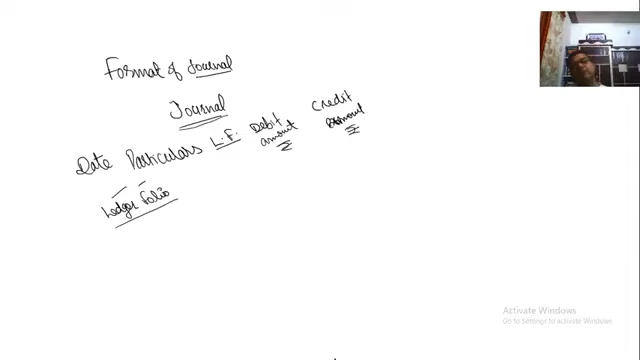 Format of Journal
Journal
Date Particulars L.F. Debit amount Credit amount
Ledger Folio
Activate Windows
Go to Settings to activate Windows.